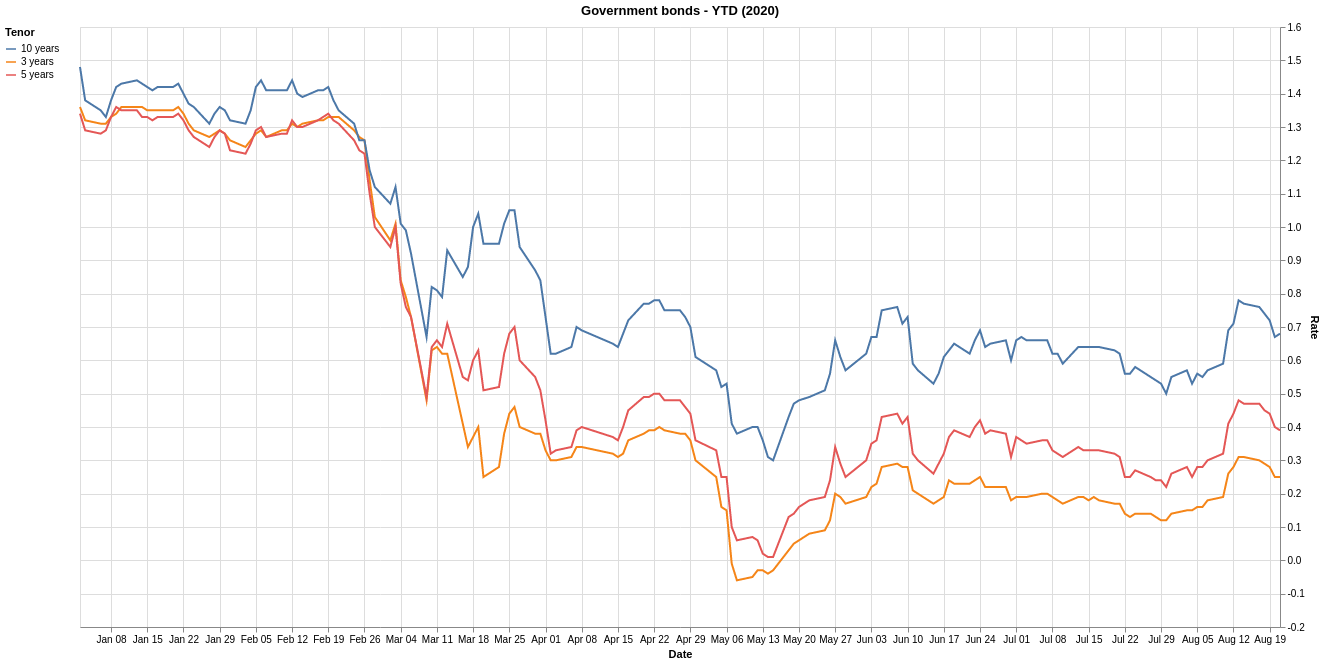 Government bonds - YTD (2020)
Tenor
10 years
3 years
5 years
1.6
1.5
1.4
1.3
1.2
1.1
1.0
0.9
0.8
0.7
0.6
0.5
0.4
0.3
0.2
0.1
0.0
-0.1
-0.2
Rate
Jan 08 Jan 15 Jan 22 Jan 29 Feb 05 Feb 12 Feb 19 Feb 26 Mar 04 Mar 11 Mar 18 Mar 25 Apr 01 Apr 08 Apr 15 Apr 22 Apr 29 May 06 May 13 May 20 May 27 Jun 03 Jun 10 Jun 17 Jun 24 Jul 01 Jul 08 Jul 15 Jul 22 Jul 29 Aug 05 Aug 12 Aug 19
Date